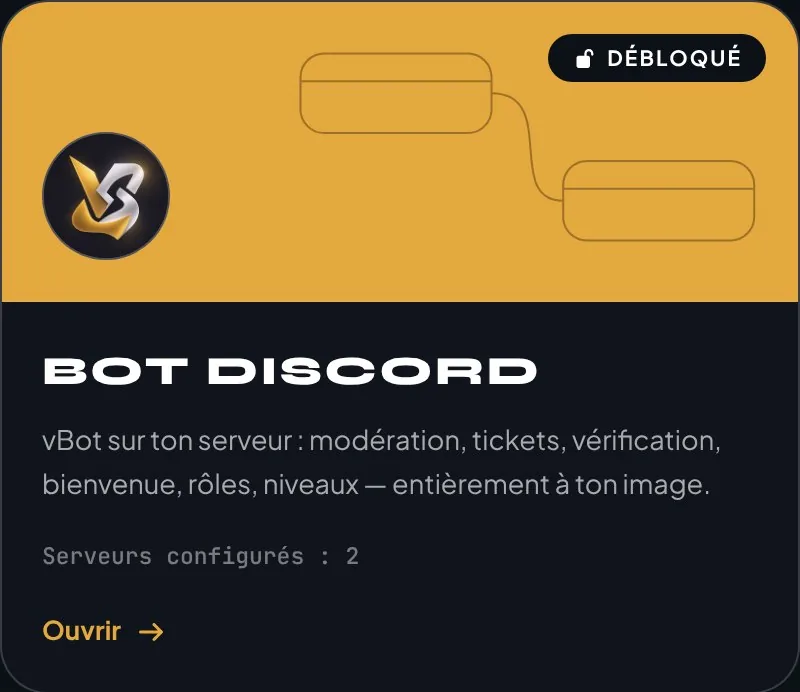 DÉBLOQUÉ
BOT DISCORD
vBot sur ton serveur : modération, tickets, vérification,
bienvenue, rôles, niveaux — entièrement à ton image.
Serveurs configurés : 2
Ouvrir →